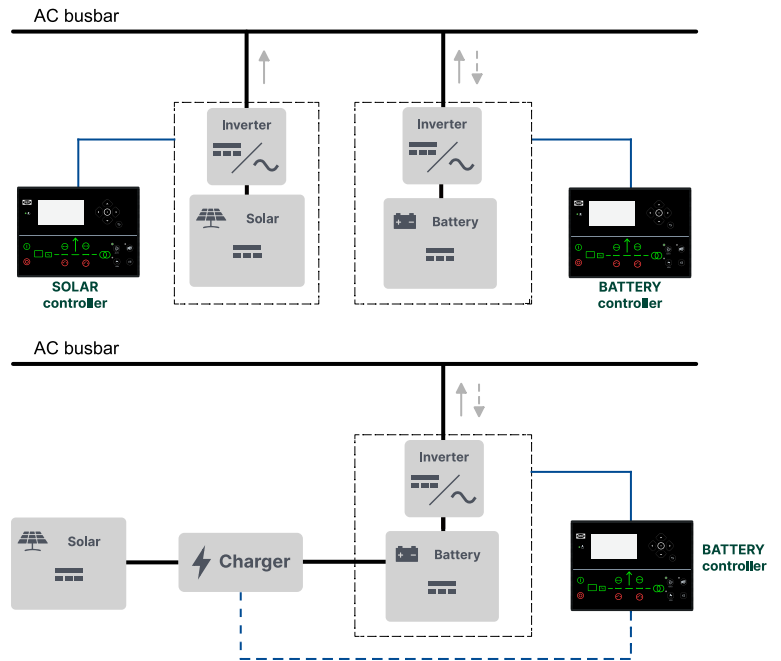 AC busbar
Inverter
Inverter
Solar
Battery
SOLAR
controller
BATTERY
controller
AC busbar
Inverter
Solar
Charger
Battery
BATTERY
controller